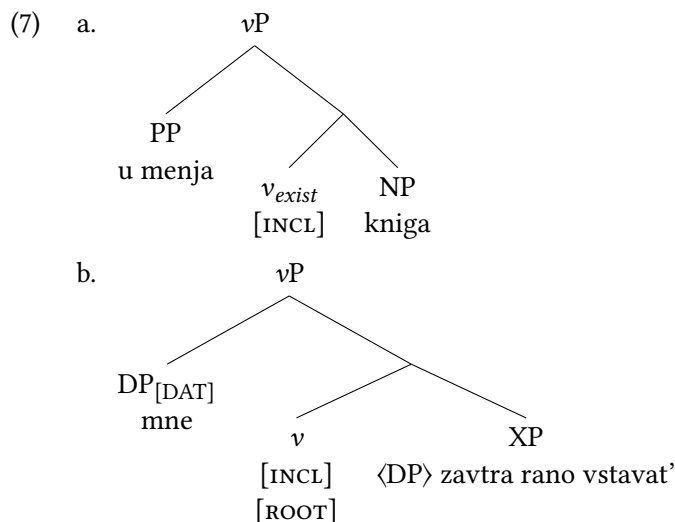 (7) a. vP
PP
u menja
v_exist NP
[INCL] kniga
b. vP
DP[DAT]
mne
v XP
[INCL] ⟨DP⟩ zavtra rano vstavat’
[ROOT]